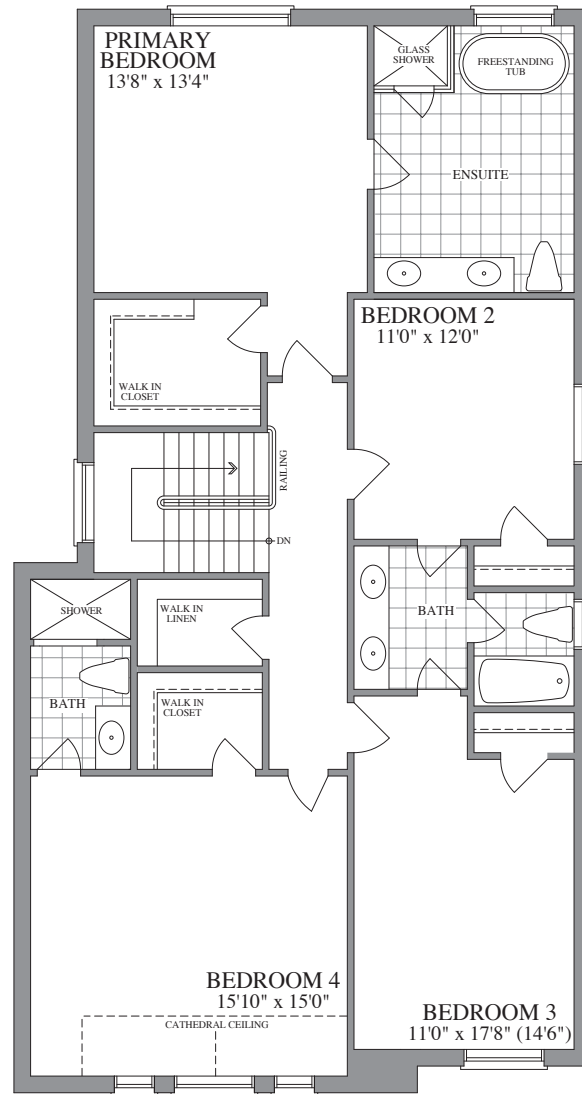 PRIMARY
BEDROOM
13'8" x 13'4"
GLASS
SHOWER
FREESTANDING
TUB
ENSUITE
BEDROOM 2
11'0" x 12'0"
WALK IN
CLOSET
RAILING
DN
SHOWER
WALK IN
LINEN
BATH
BATH
WALK IN
CLOSET
BEDROOM 4
15'10" x 15'0"
CATHEDRAL CEILING
BEDROOM 3
11'0" x 17'8" (14'6")